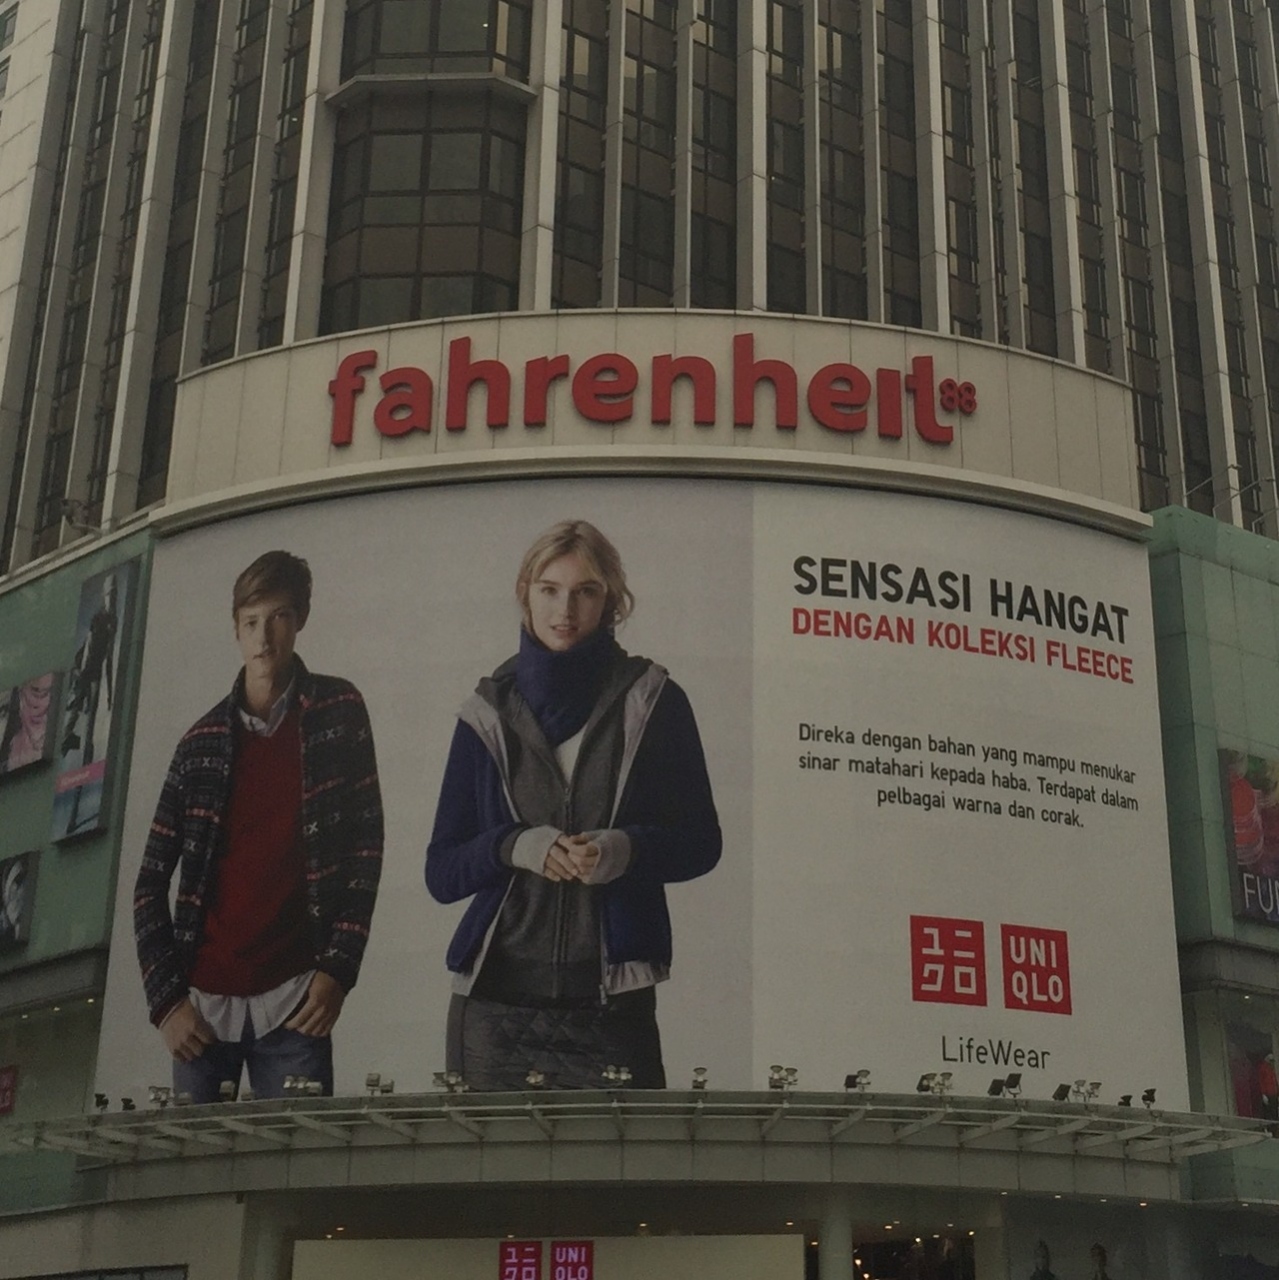 fahrenheit88
SENSASI HANGAT
DENGAN KOLEKSI FLEECE
Direka dengan bahan yang mampu menukar
sinar matahari kepada haba. Terdapat dalam
pelbagai warna dan corak.
ユニ
クロ
UNI
QLO
LifeWear
FU
ユニ
クロ
UNI
QLO